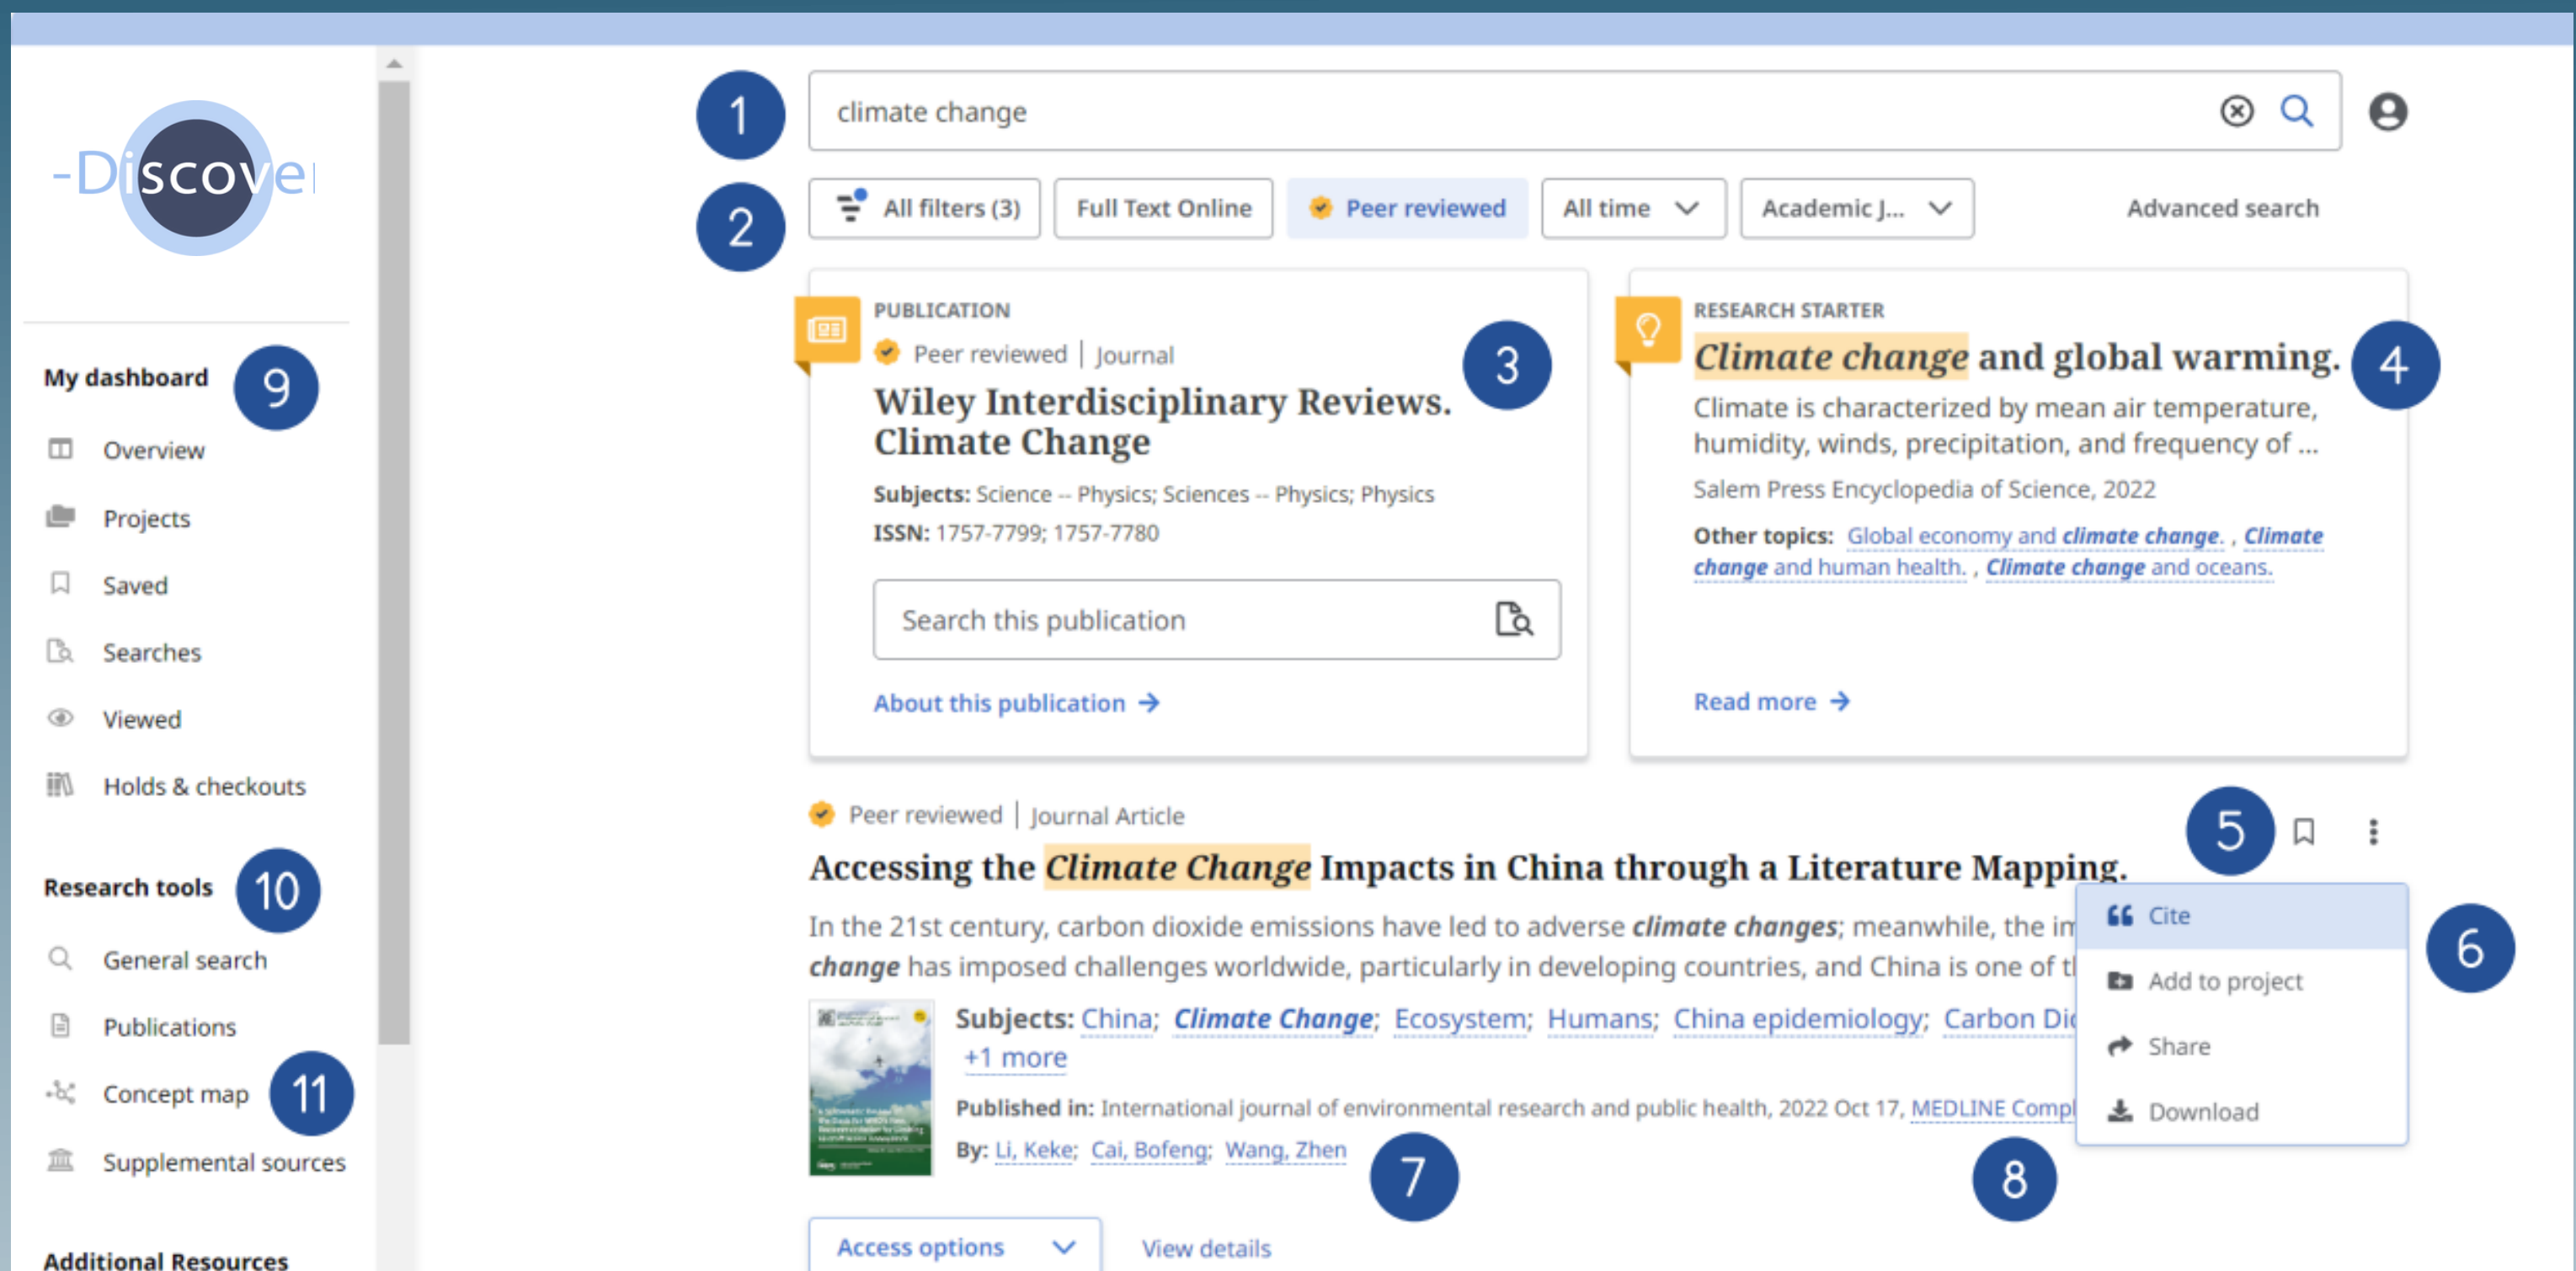 -Discove
My dashboard
9
Overview
Projects
Saved
Searches
Viewed
Holds & checkouts
Research tools
10
General search
Publications
Concept map
11
Supplemental sources
Additional Resources
1
climate change
2
All filters (3)
Full Text Online
Peer reviewed
All time
Academic J...
Advanced search
PUBLICATION
Peer reviewed | Journal
3
Wiley Interdisciplinary Reviews.
Climate Change
Subjects: Science -- Physics; Sciences -- Physics; Physics
ISSN: 1757-7799; 1757-7780
Search this publication
About this publication
RESEARCH STARTER
Climate change and global warming.
4
Climate is characterized by mean air temperature,
humidity, winds, precipitation, and frequency of ...
Salem Press Encyclopedia of Science, 2022
Other topics: Global economy and climate change. , Climate
change and human health. , Climate change and oceans.
Read more
Peer reviewed | Journal Article
5
Accessing the Climate Change Impacts in China through a Literature Mapping.
In the 21st century, carbon dioxide emissions have led to adverse climate changes; meanwhile, the
change has imposed challenges worldwide, particularly in developing countries, and China is one of
Subjects: China; Climate Change; Ecosystem; Humans; China epidemiology; Carbon
+1 more
Published in: International journal of environmental research and public health, 2022 Oct 17, MEDLINE
By: Li, Keke; Cai, Bofeng; Wang, Zhen
7
8
Cite
6
Add to project
Share
Download
Access options
View details